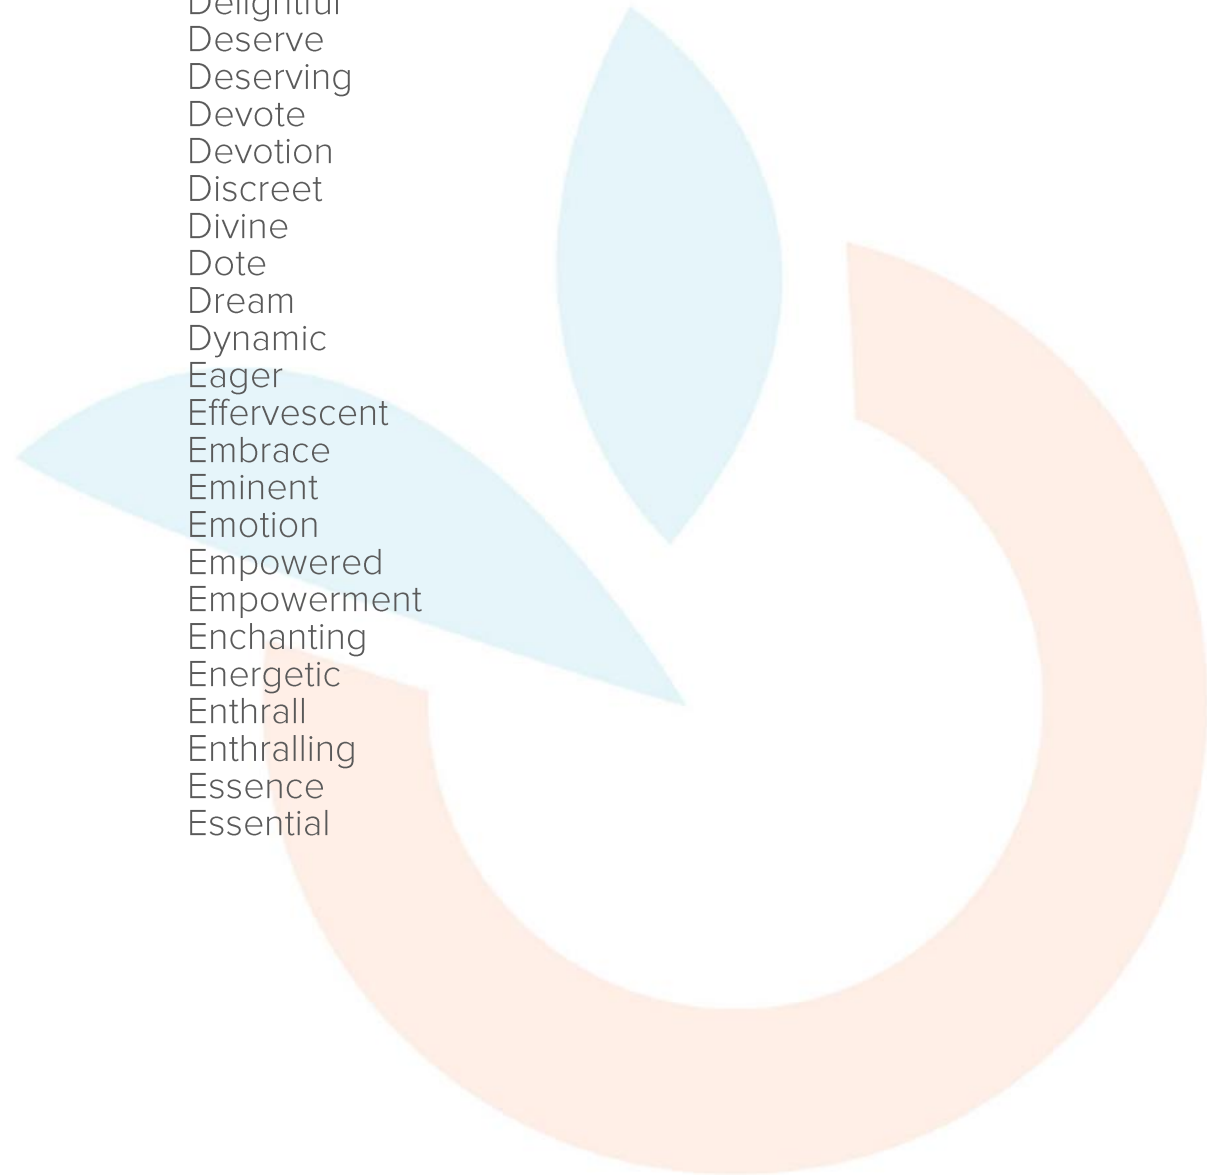 Delightful
Deserve
Deserving
Devote
Devotion
Discreet
Divine
Dote
Dream
Dynamic
Eager
Effervescent
Embrace
Eminent
Emotion
Empowered
Empowerment
Enchanting
Energetic
Enthrall
Enthralling
Essence
Essential